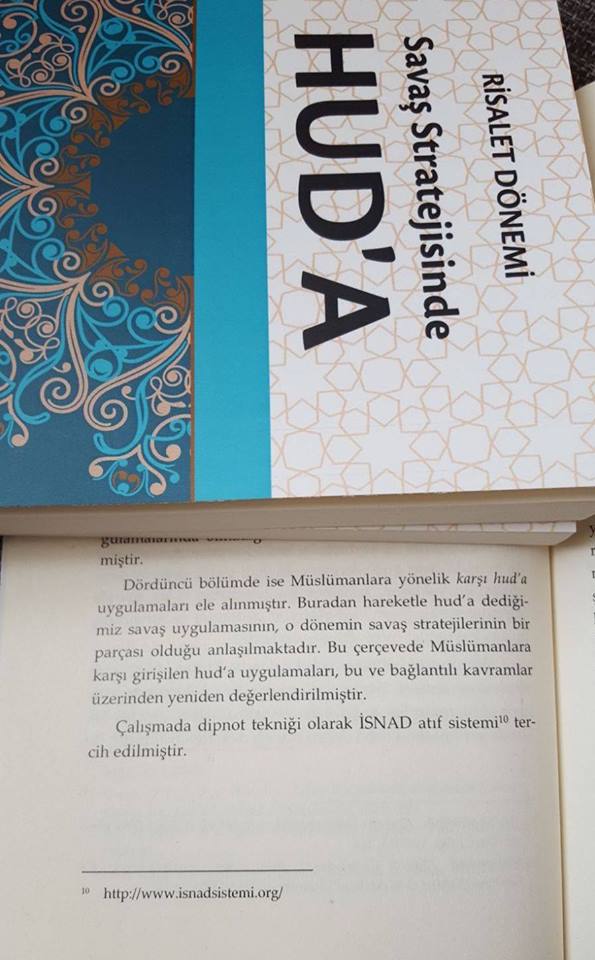 RİSALET DÖNEMİ
Savaş Stratejisinde
HUD'A
miştir.
Dördüncü bölümde ise Müslümanlara yönelik karşı hud'a
uygulamaları ele alınmıştır. Buradan hareketle hud'a dediği-
miz savaş uygulamasının, o dönemin savaş stratejilerinin bir
parçası olduğu anlaşılmaktadır. Bu çerçevede Müslümanlara
karşı girişilen hud'a uygulamaları, bu ve bağlantılı kavramlar
üzerinden yeniden değerlendirilmiştir.
Çalışmada dipnot tekniği olarak İSNAD atıf sistemi¹⁰ ter-
cih edilmiştir.
¹⁰ http://www.isnadsistemi.org/